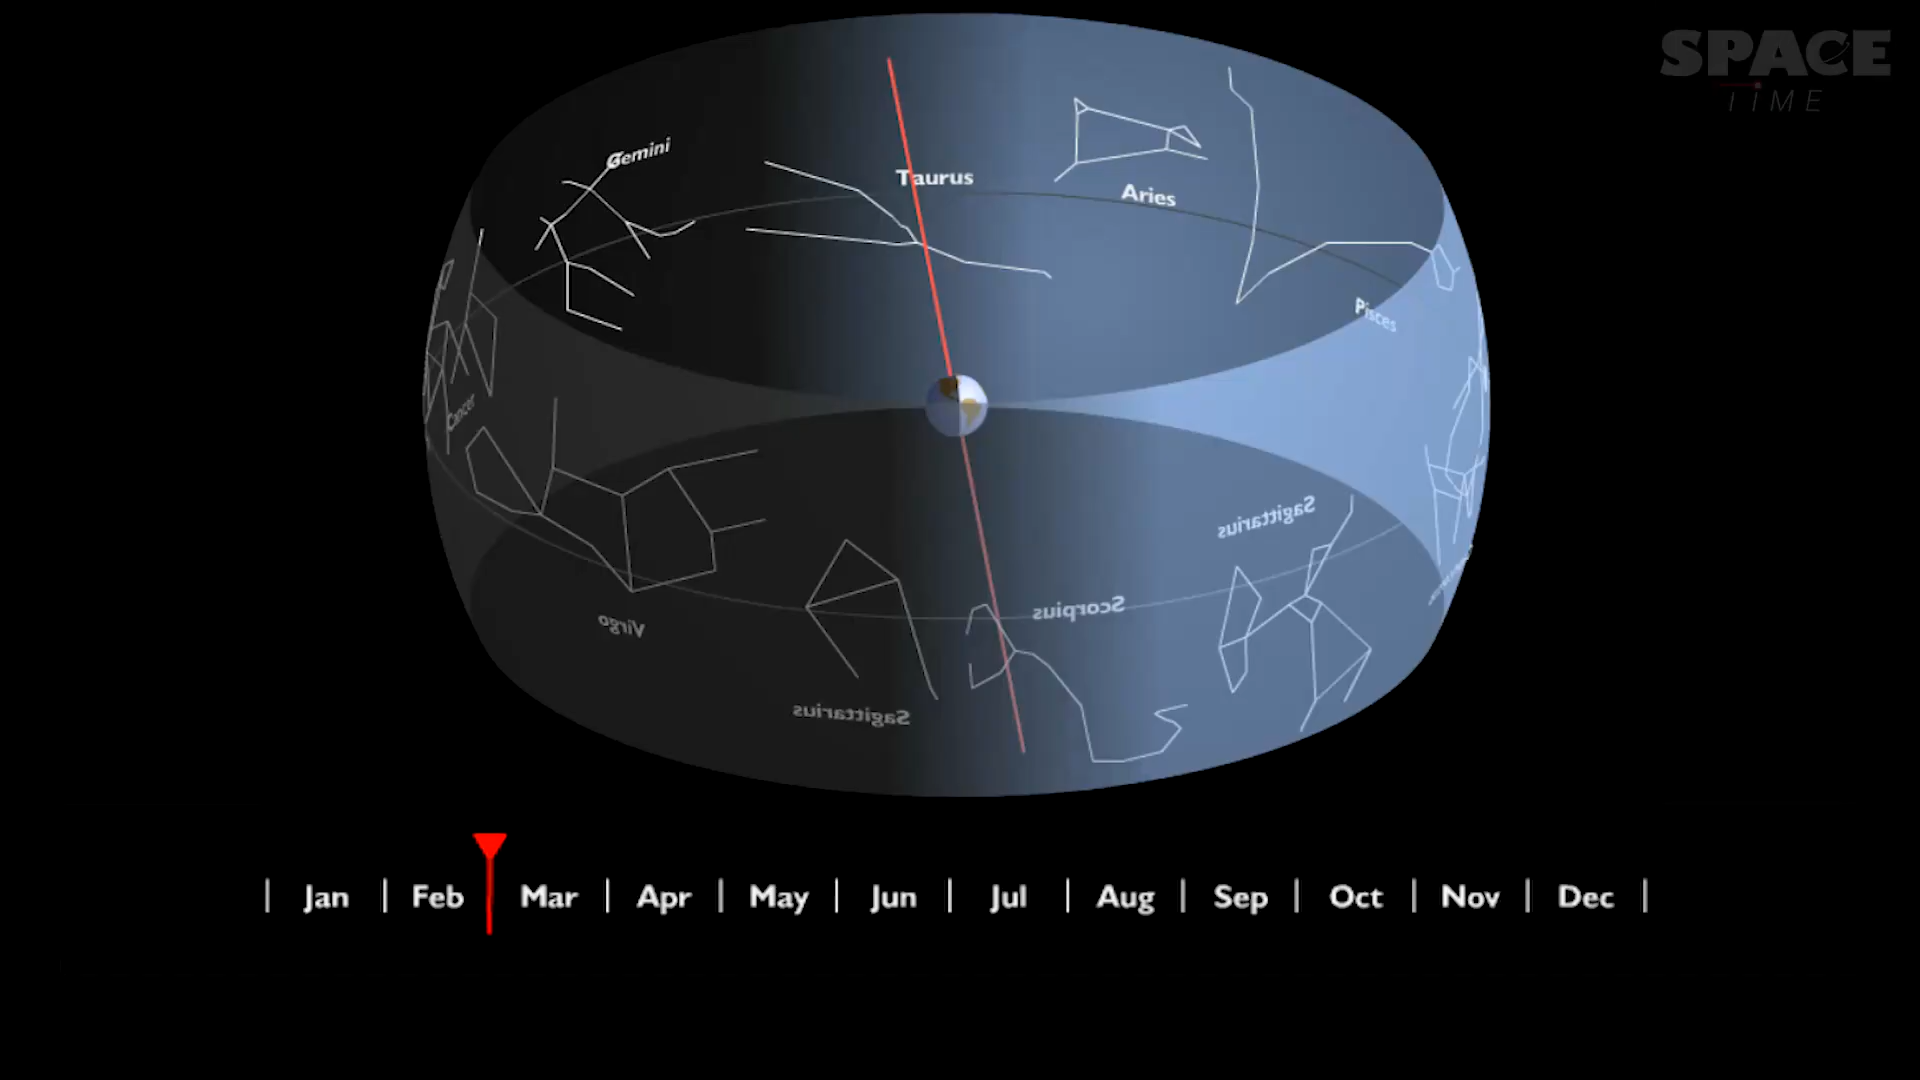 SPACE
TIME
Gemini
Taurus
Aries
Pisces
Cancer
Sagittarius
Scorpius
Virgo
Sagittarius
Jan Feb Mar Apr May Jun Jul Aug Sep Oct Nov Dec